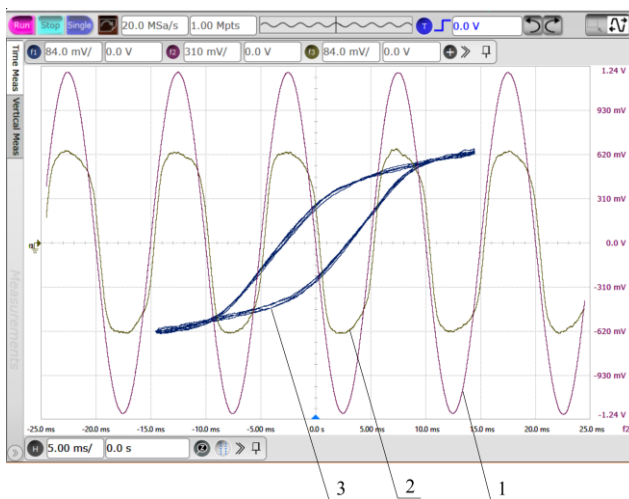 Run Stop Single 20.0 MSa/s 1.00 Mpts T 0.0 V
f1 84.0 mV/ 0.0 V f2 310 mV/ 0.0 V f3 84.0 mV/ 0.0 V
Time Meas
Vertical Meas
Measurements
1.24 V
930 mV
620 mV
310 mV
0.0 V
-310 mV
-620 mV
-930 mV
-1.24 V
-25.0 ms -20.0 ms -15.0 ms -10.0 ms -5.00 ms 0.0 s 5.00 ms 10.0 ms 15.0 ms 20.0 ms 25.0 ms f2
H 5.00 ms/ 0.0 s
3 2 1